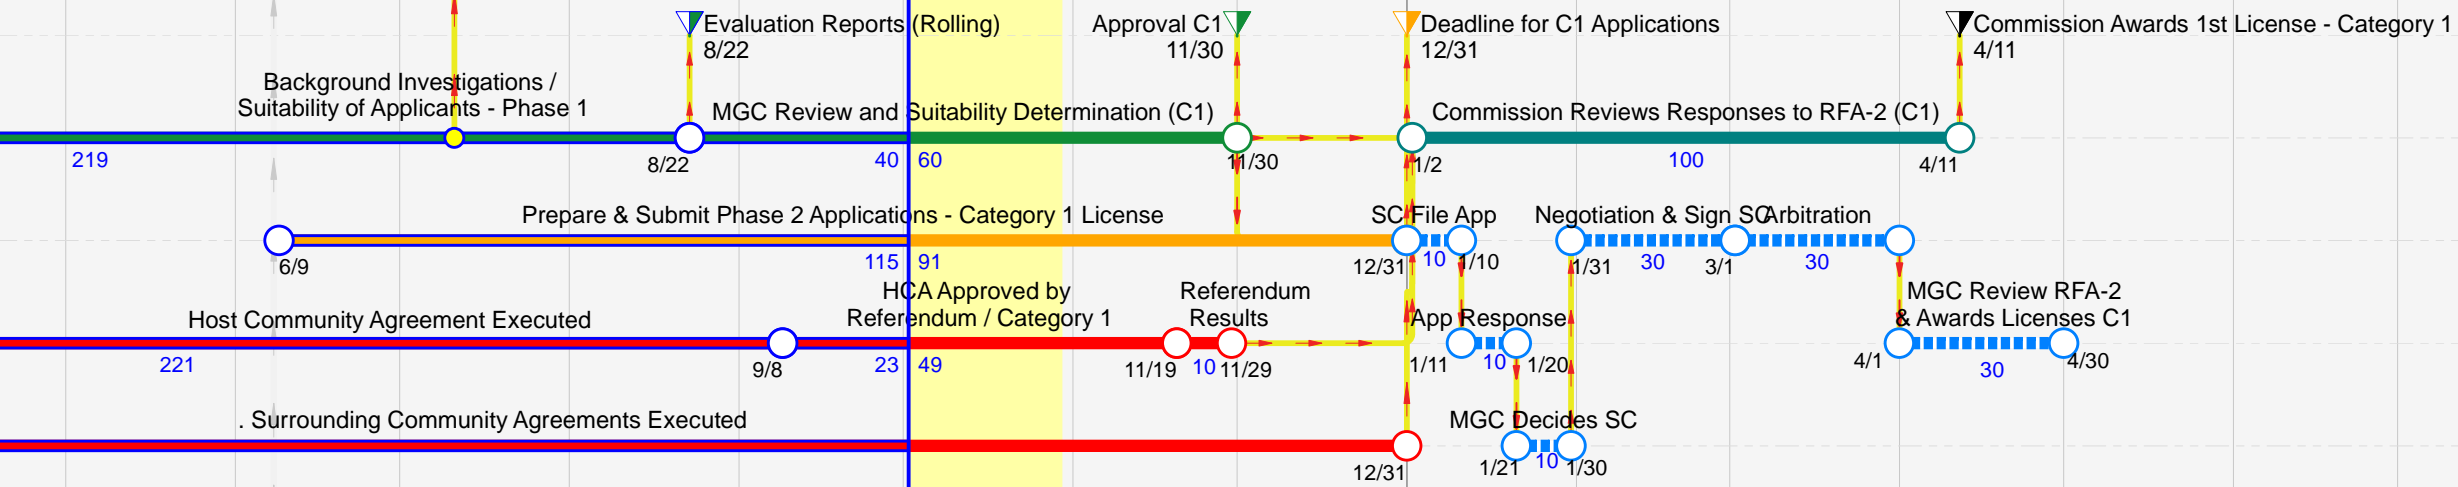 Evaluation Reports (Rolling)
8/22
Approval C1
11/30
Deadline for C1 Applications
12/31
Commission Awards 1st License - Category 1
4/11
Background Investigations /
Suitability of Applicants - Phase 1
MGC Review and Suitability Determination (C1)
Commission Reviews Responses to RFA-2 (C1)
219
8/22
40
60
11/30
1/2
100
4/11
Prepare & Submit Phase 2 Applications - Category 1 License
SC File App
Negotiation & Sign SC
Arbitration
6/9
115
91
12/31
10
1/10
1/31
30
3/1
30
Host Community Agreement Executed
HCA Approved by
Referendum / Category 1
Referendum
Results
App Response
MGC Review RFA-2
& Awards Licenses C1
221
9/8
23
49
11/19
10
11/29
1/11
10
1/20
4/1
30
4/30
. Surrounding Community Agreements Executed
MGC Decides SC
12/31
1/21
10
1/30